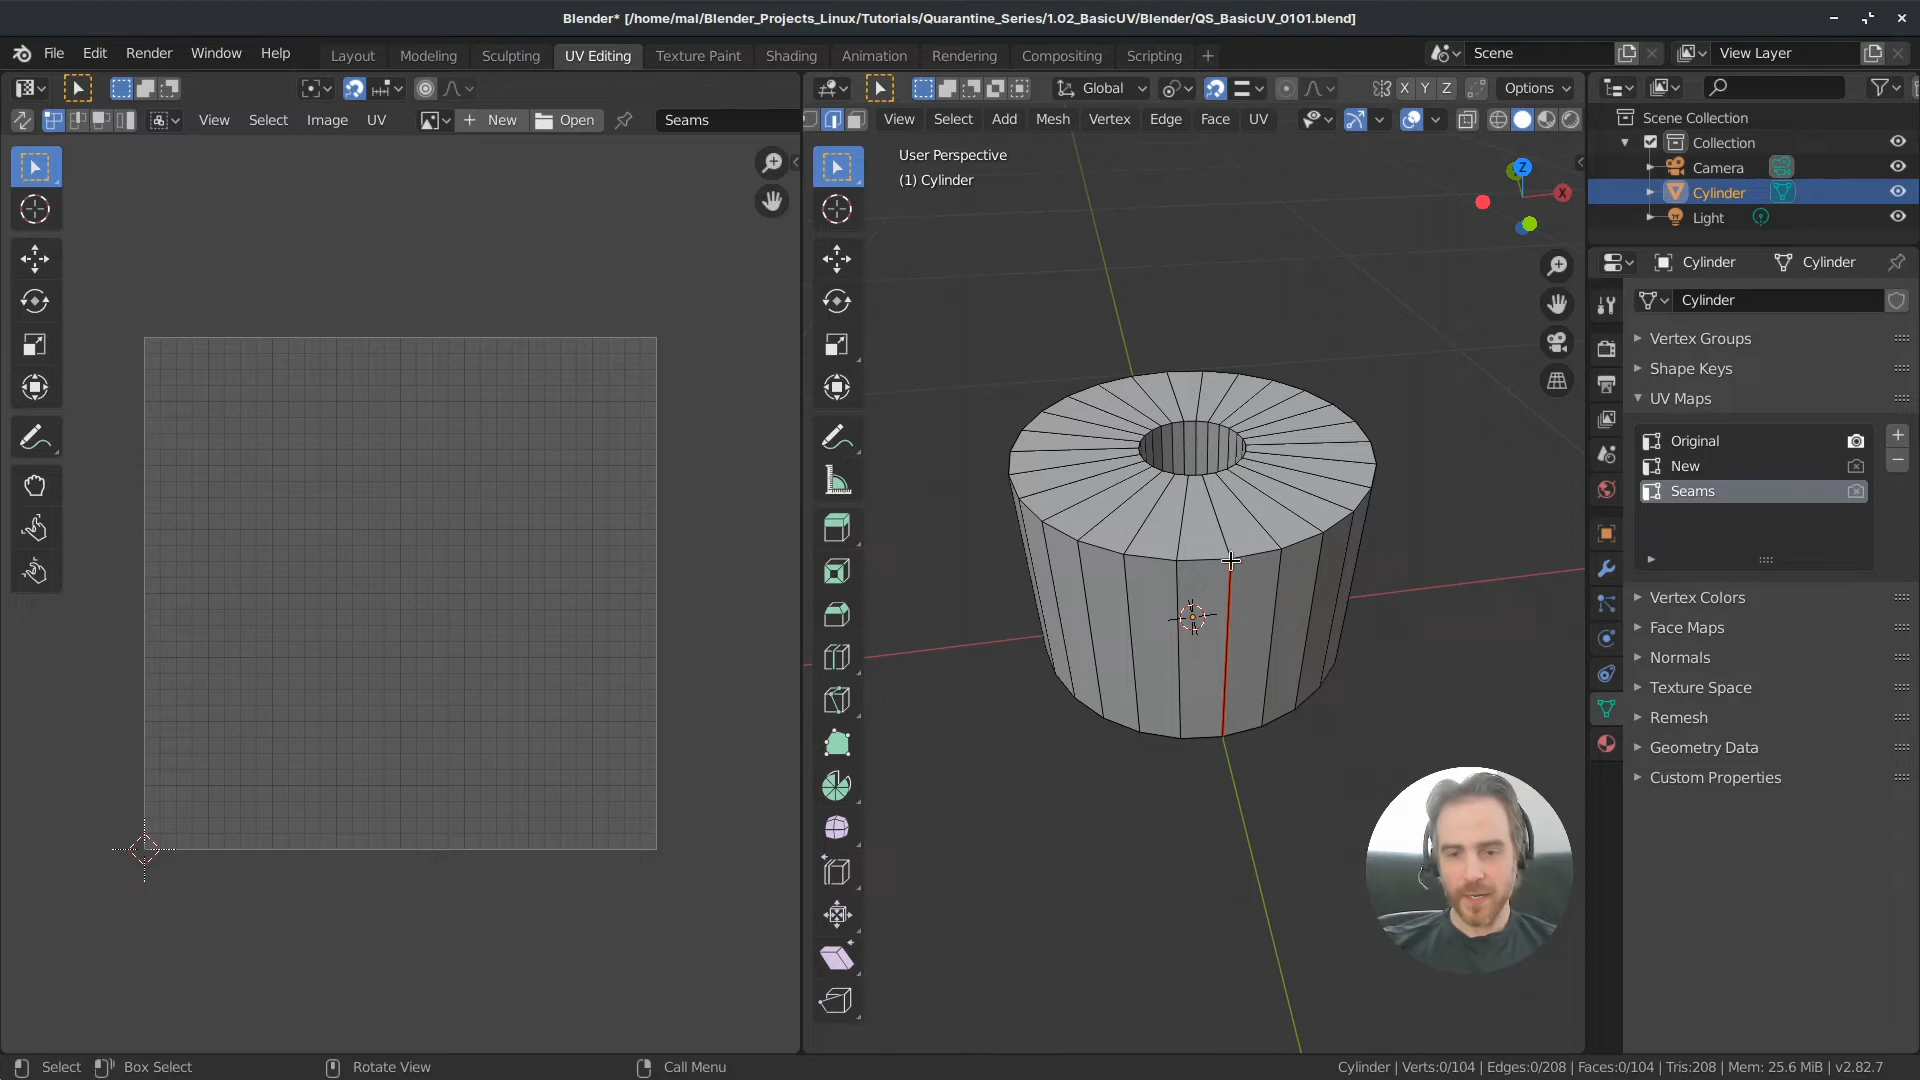 Blender* [/home/mal/Blender_Projects_Linux/Tutorials/Quarantine_Series/1.02_BasicUV/Blender/QS_BasicUV_0101.blend]
File Edit Render Window Help Layout Modeling Sculpting UV Editing Texture Paint Shading Animation Rendering Compositing Scripting + Scene View Layer
Global X Y Z Options
View Select Image UV + New Open Seams
View Select Add Mesh Vertex Edge Face UV
Scene Collection
Collection
Camera
Cylinder
Light
User Perspective
(1) Cylinder
Z
X
Cylinder Cylinder
Cylinder
Vertex Groups
Shape Keys
UV Maps
Original
New
Seams
Vertex Colors
Face Maps
Normals
Texture Space
Remesh
Geometry Data
Custom Properties
Select Box Select Rotate View Call Menu Cylinder | Verts:0/104 | Edges:0/208 | Faces:0/104 | Tris:208 | Mem: 25.6 MiB | v2.82.7